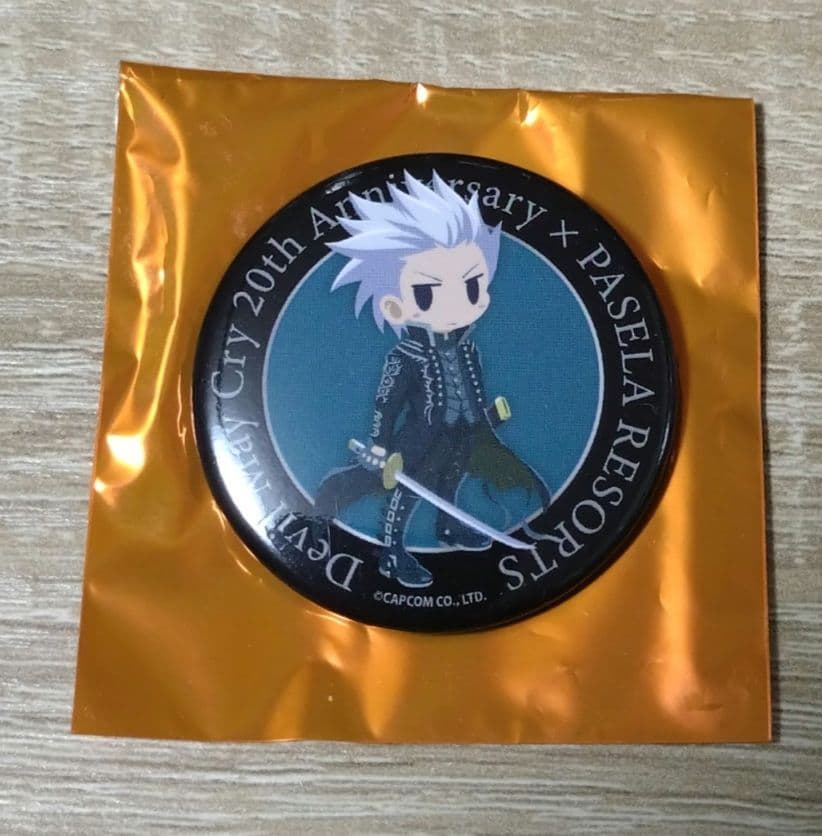 Devil May Cry 20th Anniversary × PASELA RESORTS
©CAPCOM CO., LTD.